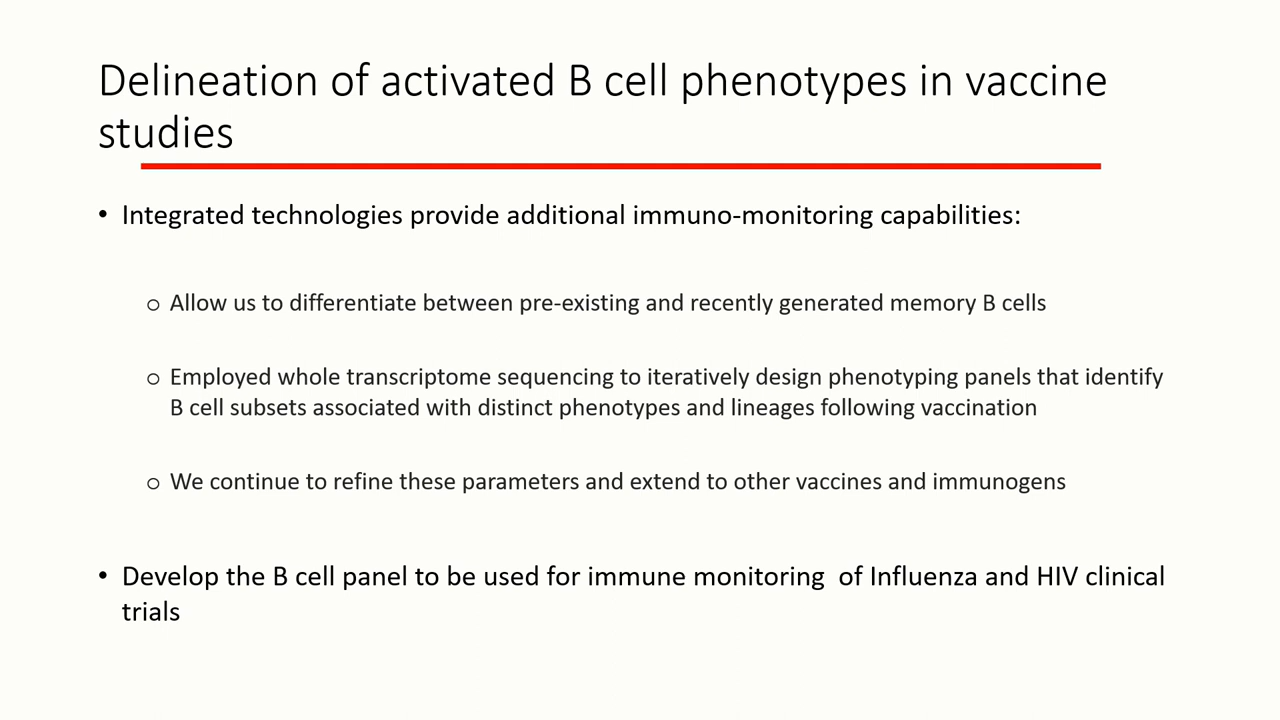 Delineation of activated B cell phenotypes in vaccine
studies
• Integrated technologies provide additional immuno-monitoring capabilities:
o Allow us to differentiate between pre-existing and recently generated memory B cells
o Employed whole transcriptome sequencing to iteratively design phenotyping panels that identify
B cell subsets associated with distinct phenotypes and lineages following vaccination
o We continue to refine these parameters and extend to other vaccines and immunogens
• Develop the B cell panel to be used for immune monitoring  of Influenza and HIV clinical
trials